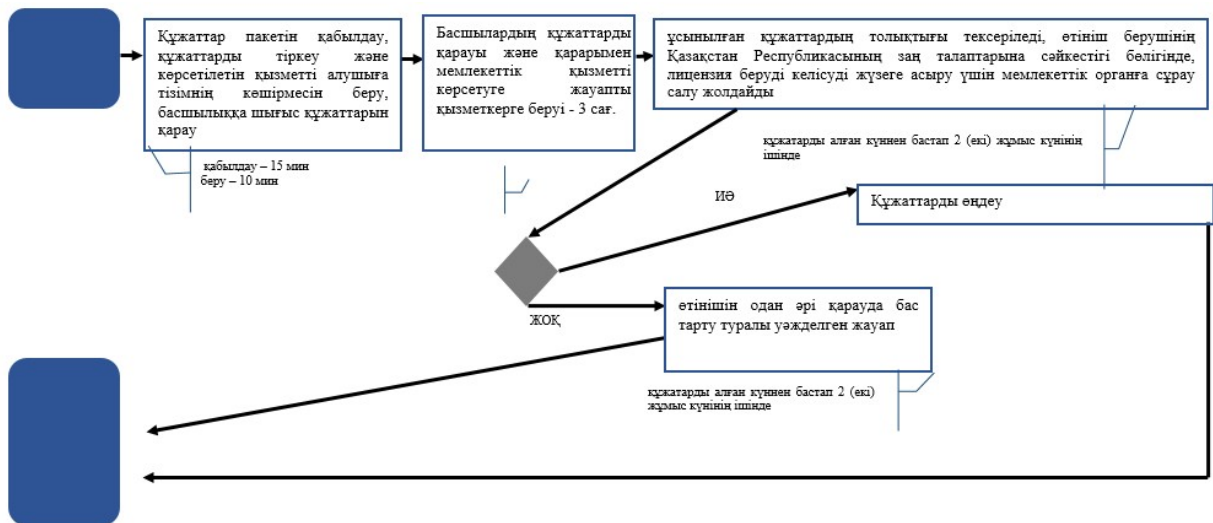 Құжаттар пакетін қабылдау,
құжаттарды тіркеу және
көрсетілетін қызметті алушыға
тізімнің көшірмесін беру,
басшылыққа шығыс құжаттарын
қарау
қабылдау – 15 мин
беру – 10 мин
Басшылардың құжаттарды
қарауы және қарарымен
мемлекеттік қызметті
көрсетуге жауапты
қызметкерге беруі - 3 сағ.
ұсынылған құжаттардың толықтығы тексеріледі, өтініш берушінің
Қазақстан Республикасының заң талаптарына сәйкестігі бөлігінде,
лицензия беруді келісуді жүзеге асыру үшін мемлекеттік органға сұрау
салу жолдайды
құжатарды алған күннен бастап 2 (екі) жұмыс күнінің
ішінде
ИӘ
Құжаттарды өңдеу
ЖОҚ
өтінішін одан әрі қарауда бас
тарту туралы уәжделген жауап
құжатарды алған күннен бастап 2 (екі)
жұмыс күнінің ішінде